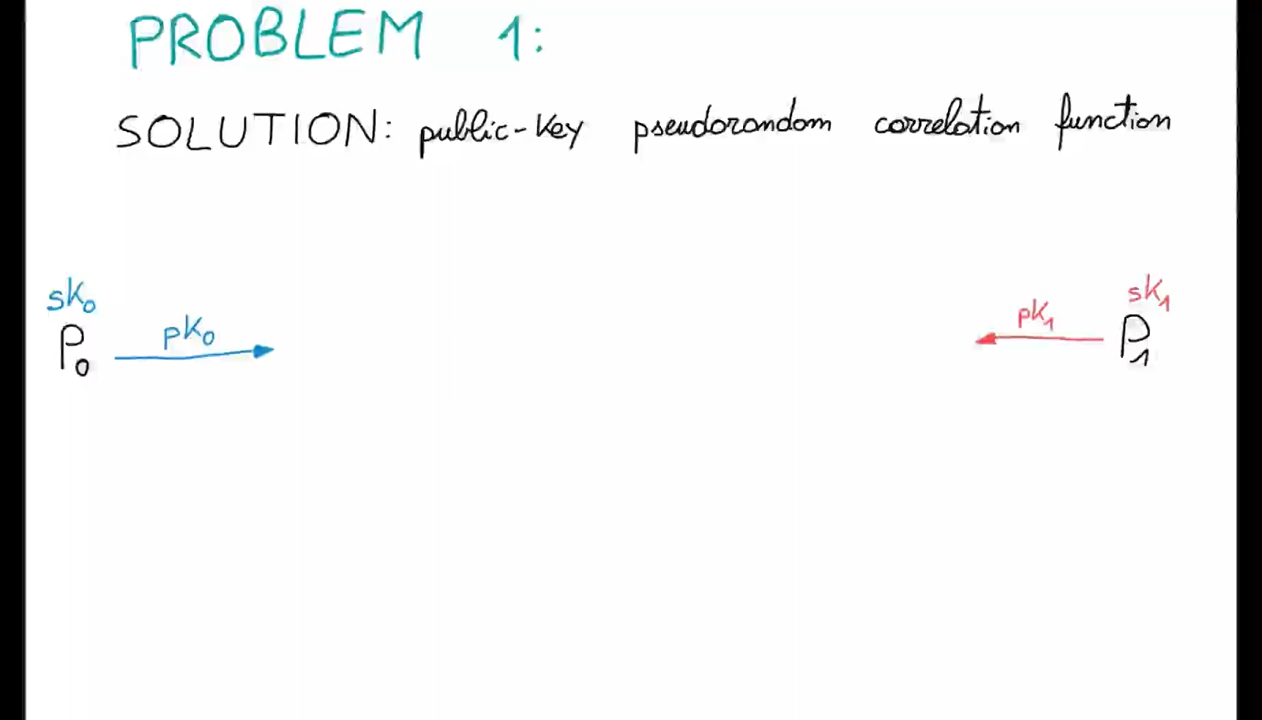 PROBLEM 1:
SOLUTION: public-key pseudorandom correlation function
sk₀
sk₁
pk₀
pk₁
P₀
P₁